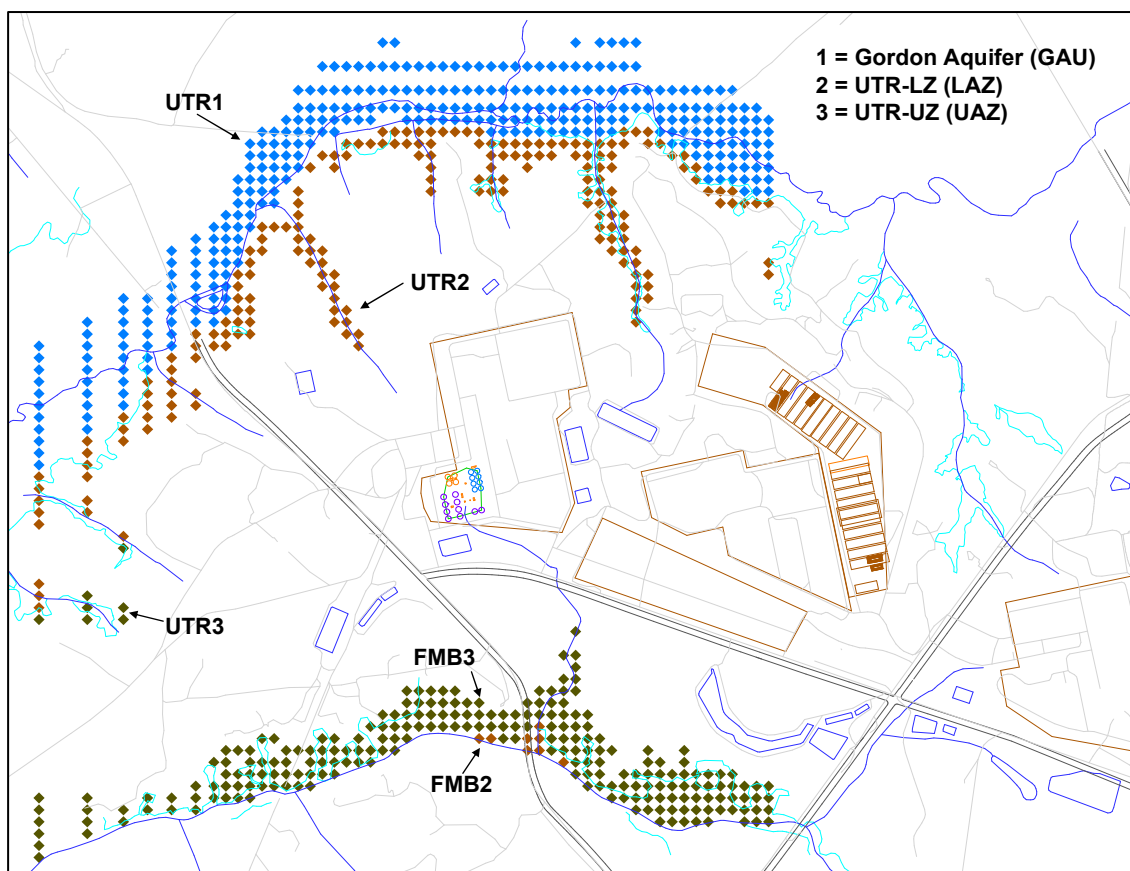 1 = Gordon Aquifer (GAU)
2 = UTR-LZ (LAZ)
3 = UTR-UZ (UAZ)
UTR1
UTR2
UTR3
FMB3
FMB2